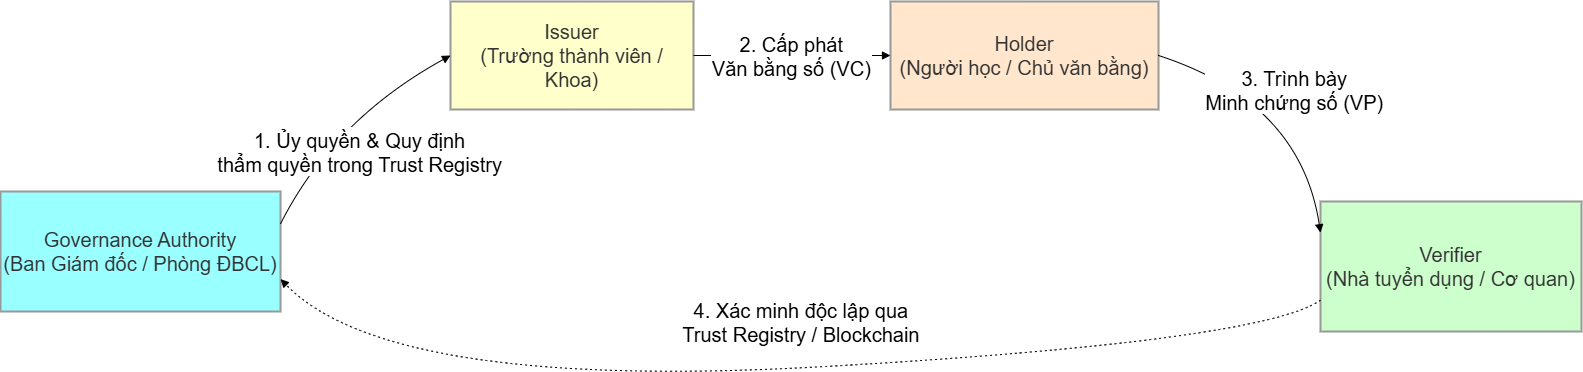 Issuer
(Trường thành viên /
Khoa)
2. Cấp phát
Văn bằng số (VC)
Holder
(Người học / Chủ văn bằng)
3. Trình bày
Minh chứng số (VP)
1. Ủy quyền & Quy định
thẩm quyền trong Trust Registry
Governance Authority
(Ban Giám đốc / Phòng ĐBCL)
Verifier
(Nhà tuyển dụng / Cơ quan)
4. Xác minh độc lập qua
Trust Registry / Blockchain